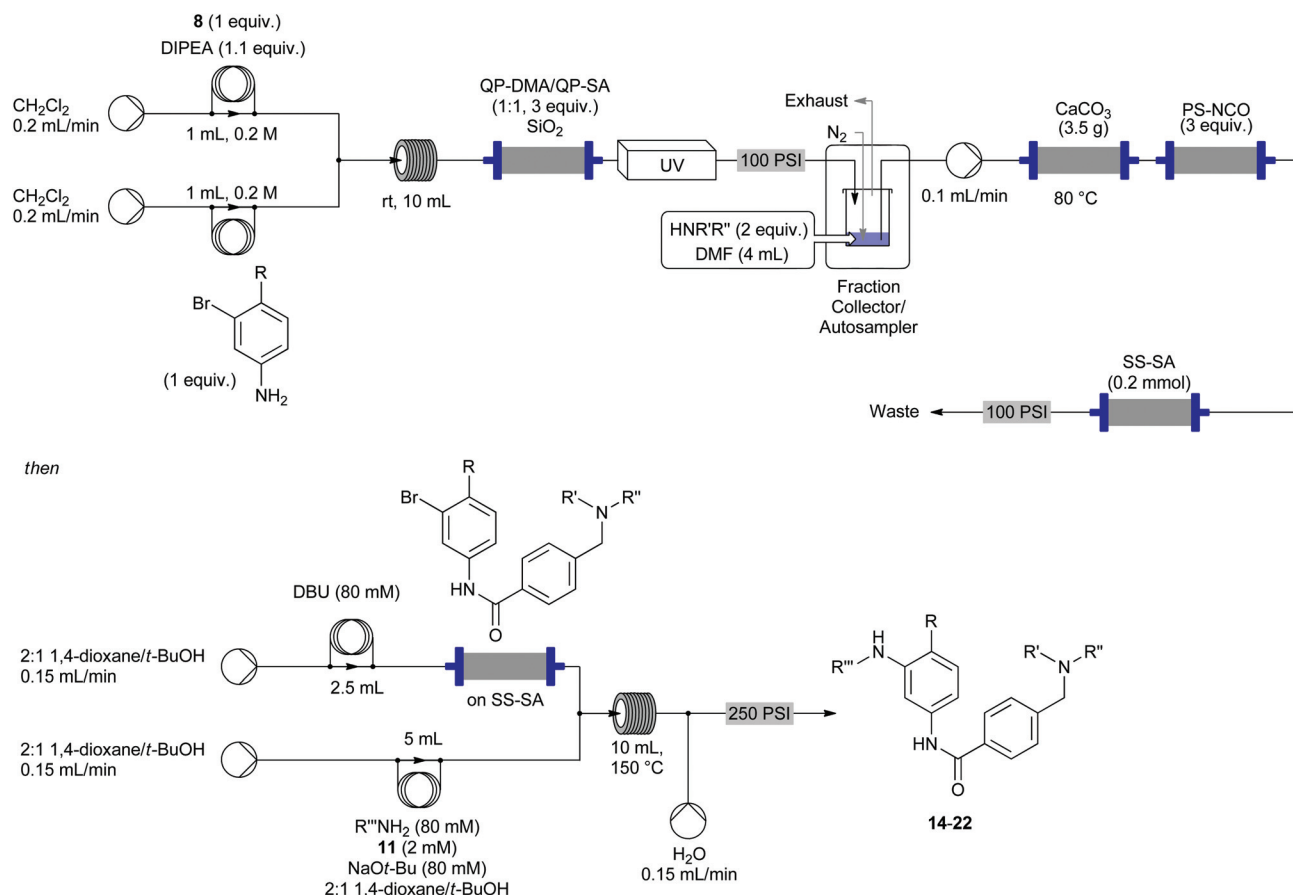 8 (1 equiv.)
DIPEA (1.1 equiv.)
CH2Cl2
0.2 mL/min
1 mL, 0.2 M
CH2Cl2
0.2 mL/min
1 mL, 0.2 M
R
Br
(1 equiv.)
NH2
rt, 10 mL
QP-DMA/QP-SA
(1:1, 3 equiv.)
SiO2
UV
100 PSI
Exhaust
N2
HNR'R" (2 equiv.)
DMF (4 mL)
Fraction
Collector/
Autosampler
0.1 mL/min
CaCO3
(3.5 g)
80 °C
PS-NCO
(3 equiv.)
SS-SA
(0.2 mmol)
100 PSI
Waste
then
R
Br
R'
N
R"
HN
O
DBU (80 mM)
2:1 1,4-dioxane/t-BuOH
0.15 mL/min
2.5 mL
on SS-SA
2:1 1,4-dioxane/t-BuOH
0.15 mL/min
5 mL
R'''NH2 (80 mM)
11 (2 mM)
NaOt-Bu (80 mM)
2:1 1,4-dioxane/t-BuOH
10 mL,
150 °C
250 PSI
H2O
0.15 mL/min
H
N
R
R'''
R'
N
R"
HN
O
14-22